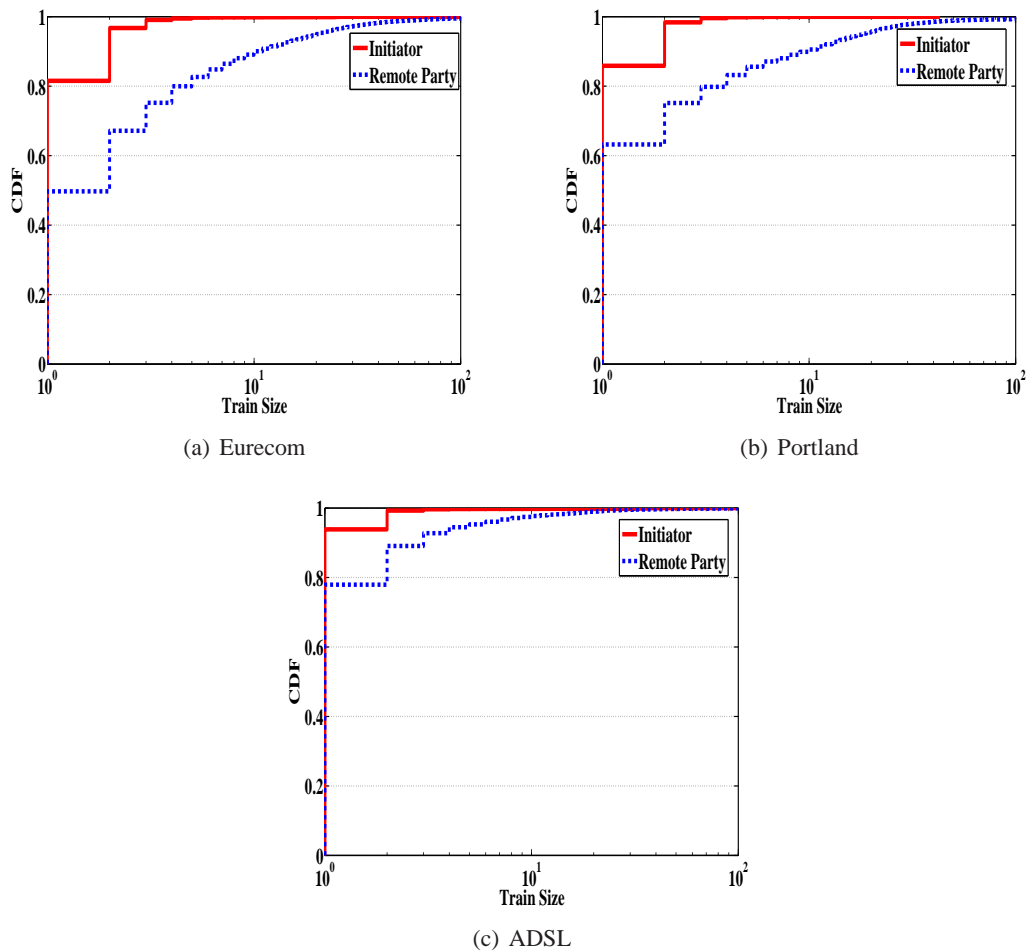 1
0.8
0.6
0.4
0.2
0
CDF
10^0
10^1
10^2
Train Size
Initiator
Remote Party
(a) Eurecom
1
0.8
0.6
0.4
0.2
0
CDF
10^0
10^1
10^2
Train Size
Initiator
Remote Party
(b) Portland
1
0.8
0.6
0.4
0.2
0
CDF
10^0
10^1
10^2
Train Size
Initiator
Remote Party
(c) ADSL